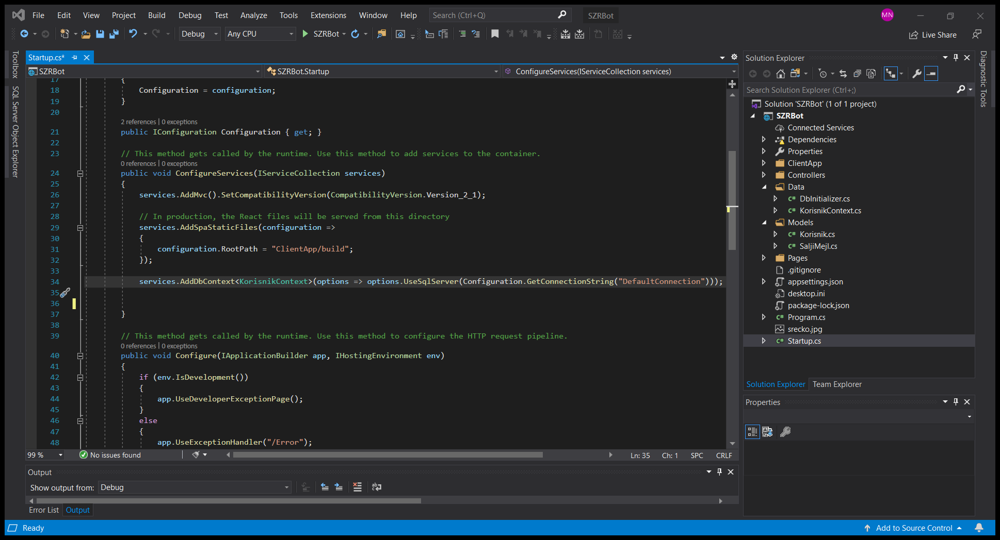 File Edit View Project Build Debug Test Analyze Tools Extensions Window Help Search (Ctrl+Q) SZRBot MN
Debug Any CPU SZRBot Live Share
Toolbox
SQL Server Object Explorer
Startup.cs*
SZRBot SZRBot.Startup ConfigureServices(IServiceCollection services)
17 {
18 Configuration = configuration;
19 }
20
2 references | 0 exceptions
21 public IConfiguration Configuration { get; }
22
23 // This method gets called by the runtime. Use this method to add services to the container.
0 references | 0 exceptions
24 public void ConfigureServices(IServiceCollection services)
25 {
26 services.AddMvc().SetCompatibilityVersion(CompatibilityVersion.Version_2_1);
27
28 // In production, the React files will be served from this directory
29 services.AddSpaStaticFiles(configuration =>
30 {
31 configuration.RootPath = "ClientApp/build";
32 });
33
34 services.AddDbContext<KorisnikContext>(options => options.UseSqlServer(Configuration.GetConnectionString("DefaultConnection")));
35
36
37 }
38
39 // This method gets called by the runtime. Use this method to configure the HTTP request pipeline.
0 references | 0 exceptions
40 public void Configure(IApplicationBuilder app, IHostingEnvironment env)
41 {
42 if (env.IsDevelopment())
43 {
44 app.UseDeveloperExceptionPage();
45 }
46 else
47 {
48 app.UseExceptionHandler("/Error");
99 % No issues found Ln: 35 Ch: 1 SPC CRLF
Output
Show output from: Debug
Error List Output
Solution Explorer
Search Solution Explorer (Ctrl+;)
Solution 'SZRBot' (1 of 1 project)
SZRBot
Connected Services
Dependencies
Properties
ClientApp
Controllers
Data
C# DbInitializer.cs
C# KorisnikContext.cs
Models
C# Korisnik.cs
C# SaljiMejl.cs
Pages
.gitignore
appsettings.json
desktop.ini
package-lock.json
C# Program.cs
srecko.jpg
C# Startup.cs
Solution Explorer Team Explorer
Properties
Diagnostic Tools
Ready Add to Source Control